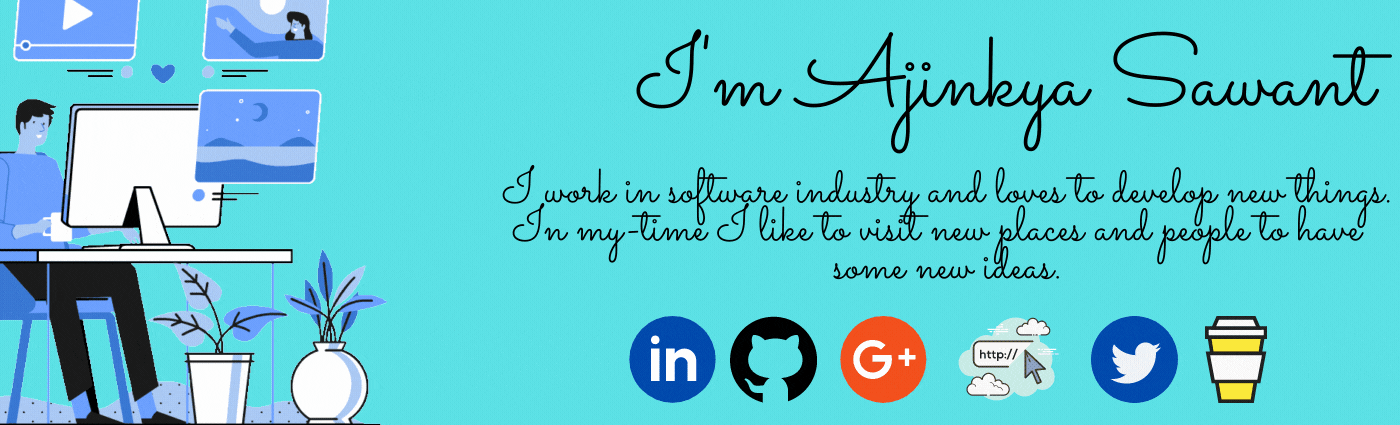 I'm Ajinkya Sawant
I work in software industry and loves to develop new things.
In my-time I like to visit new places and people to have
some new ideas.
in G+ http://